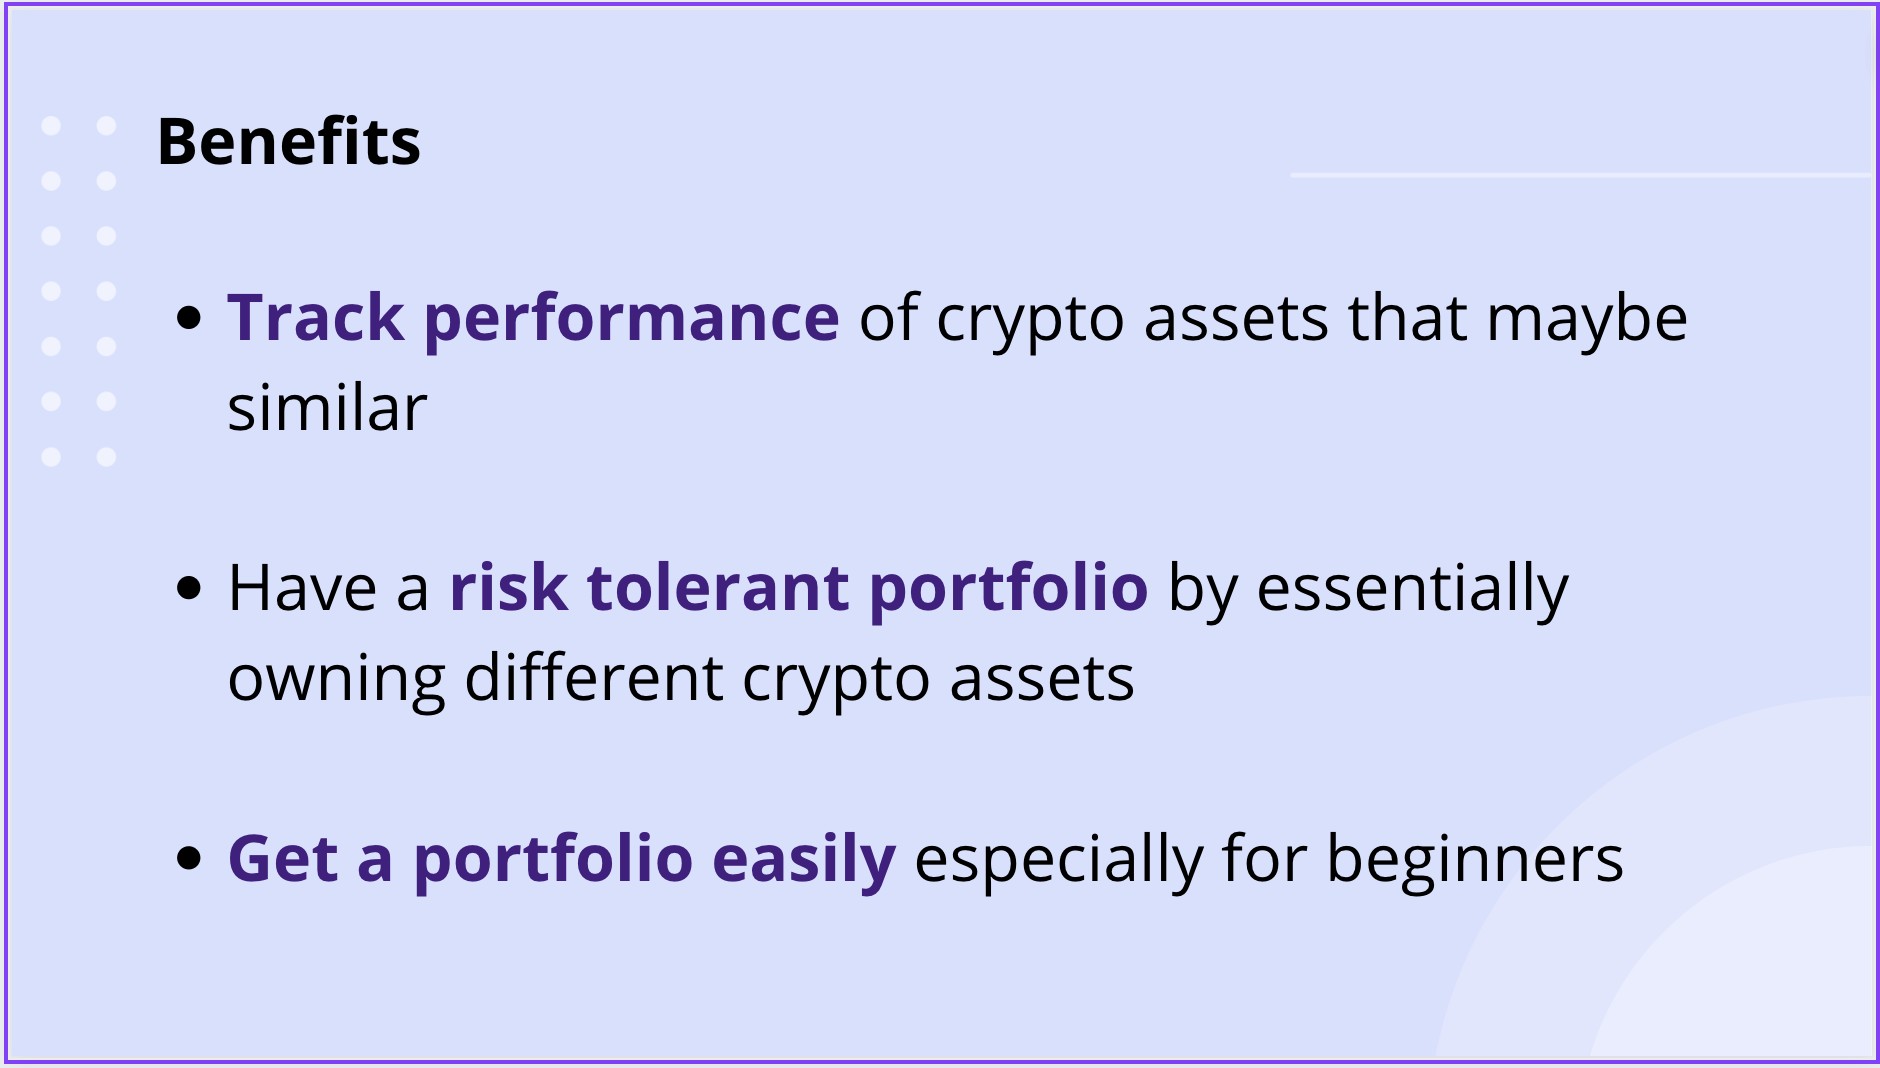 Benefits
• Track performance of crypto assets that maybe
similar
• Have a risk tolerant portfolio by essentially
owning different crypto assets
• Get a portfolio easily especially for beginners